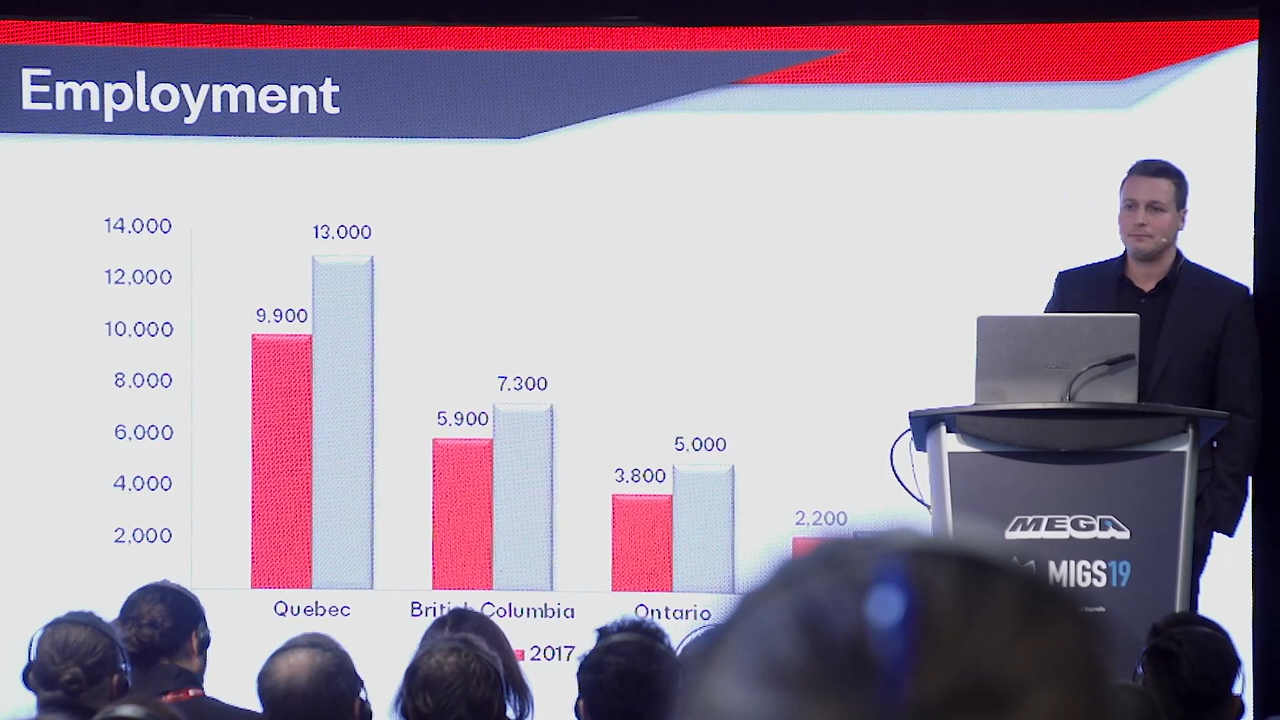 Employment
14,000
12,000
10,000
8,000
6,000
4,000
2,000
9,900
13,000
5,900
7,300
3,800
5,000
2,200
Quebec
British Columbia
Ontario
2017
MEGA
MIGS19